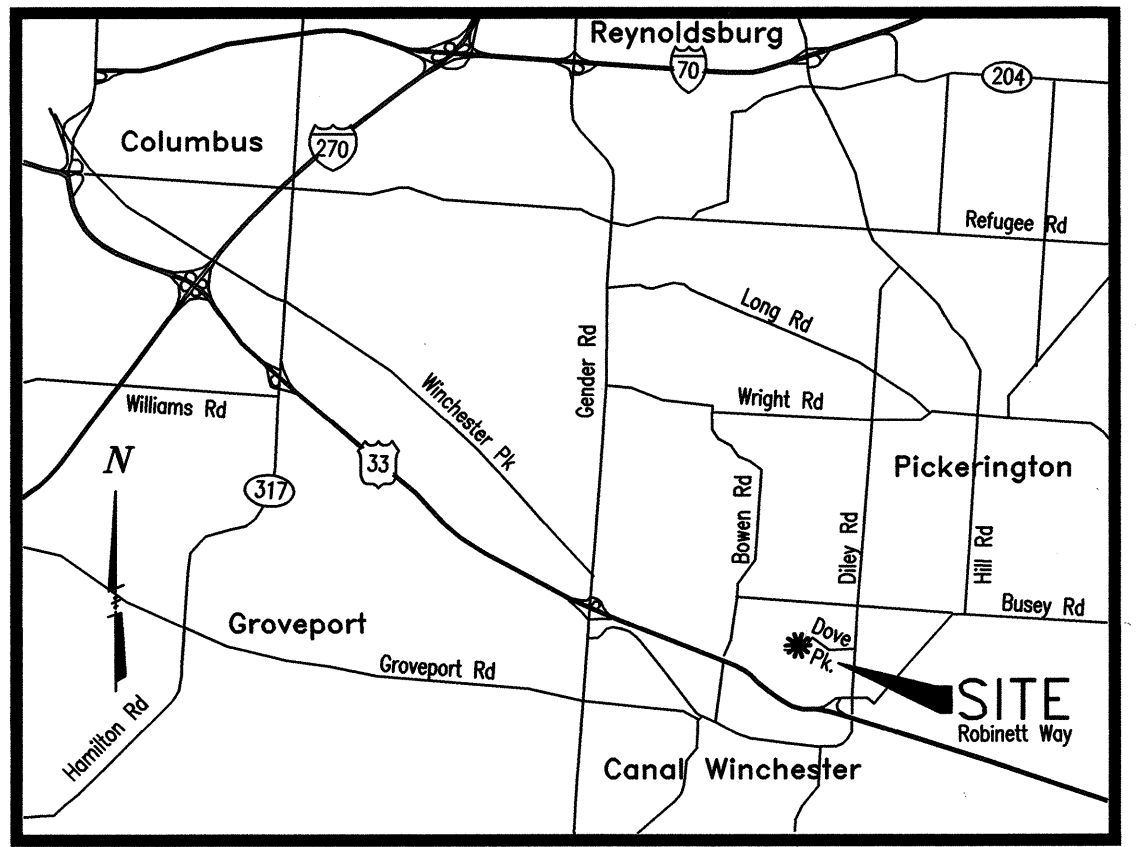 Reynoldsburg
70
204
Columbus
270
Refugee Rd
Long Rd
Gender Rd
Winchester Pk
Wright Rd
Williams Rd
N
33
Pickerington
317
Bowen Rd
Diley Rd
Hill Rd
Busey Rd
Groveport
Dove
Pk.
Groveport Rd
SITE
Robinett Way
Hamilton Rd
Canal Winchester